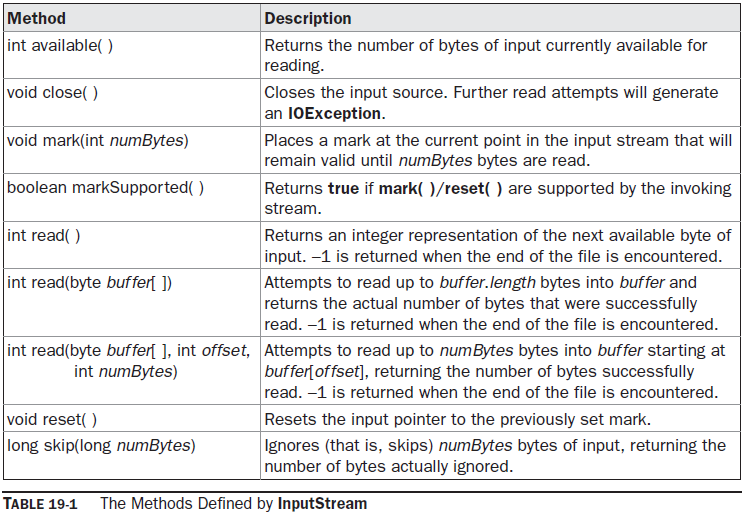 Method Description
int available( ) Returns the number of bytes of input currently available for
reading.
void close( ) Closes the input source. Further read attempts will generate
an IOException.
void mark(int numBytes) Places a mark at the current point in the input stream that will
remain valid until numBytes bytes are read.
boolean markSupported( ) Returns true if mark( )/reset( ) are supported by the invoking
stream.
int read( ) Returns an integer representation of the next available byte of
input. –1 is returned when the end of the file is encountered.
int read(byte buffer[ ]) Attempts to read up to buffer.length bytes into buffer and
returns the actual number of bytes that were successfully
read. –1 is returned when the end of the file is encountered.
int read(byte buffer[ ], int offset, Attempts to read up to numBytes bytes into buffer starting at
int numBytes) buffer[offset], returning the number of bytes successfully
read. –1 is returned when the end of the file is encountered.
void reset( ) Resets the input pointer to the previously set mark.
long skip(long numBytes) Ignores (that is, skips) numBytes bytes of input, returning the
number of bytes actually ignored.
TABLE 19-1 The Methods Defined by InputStream